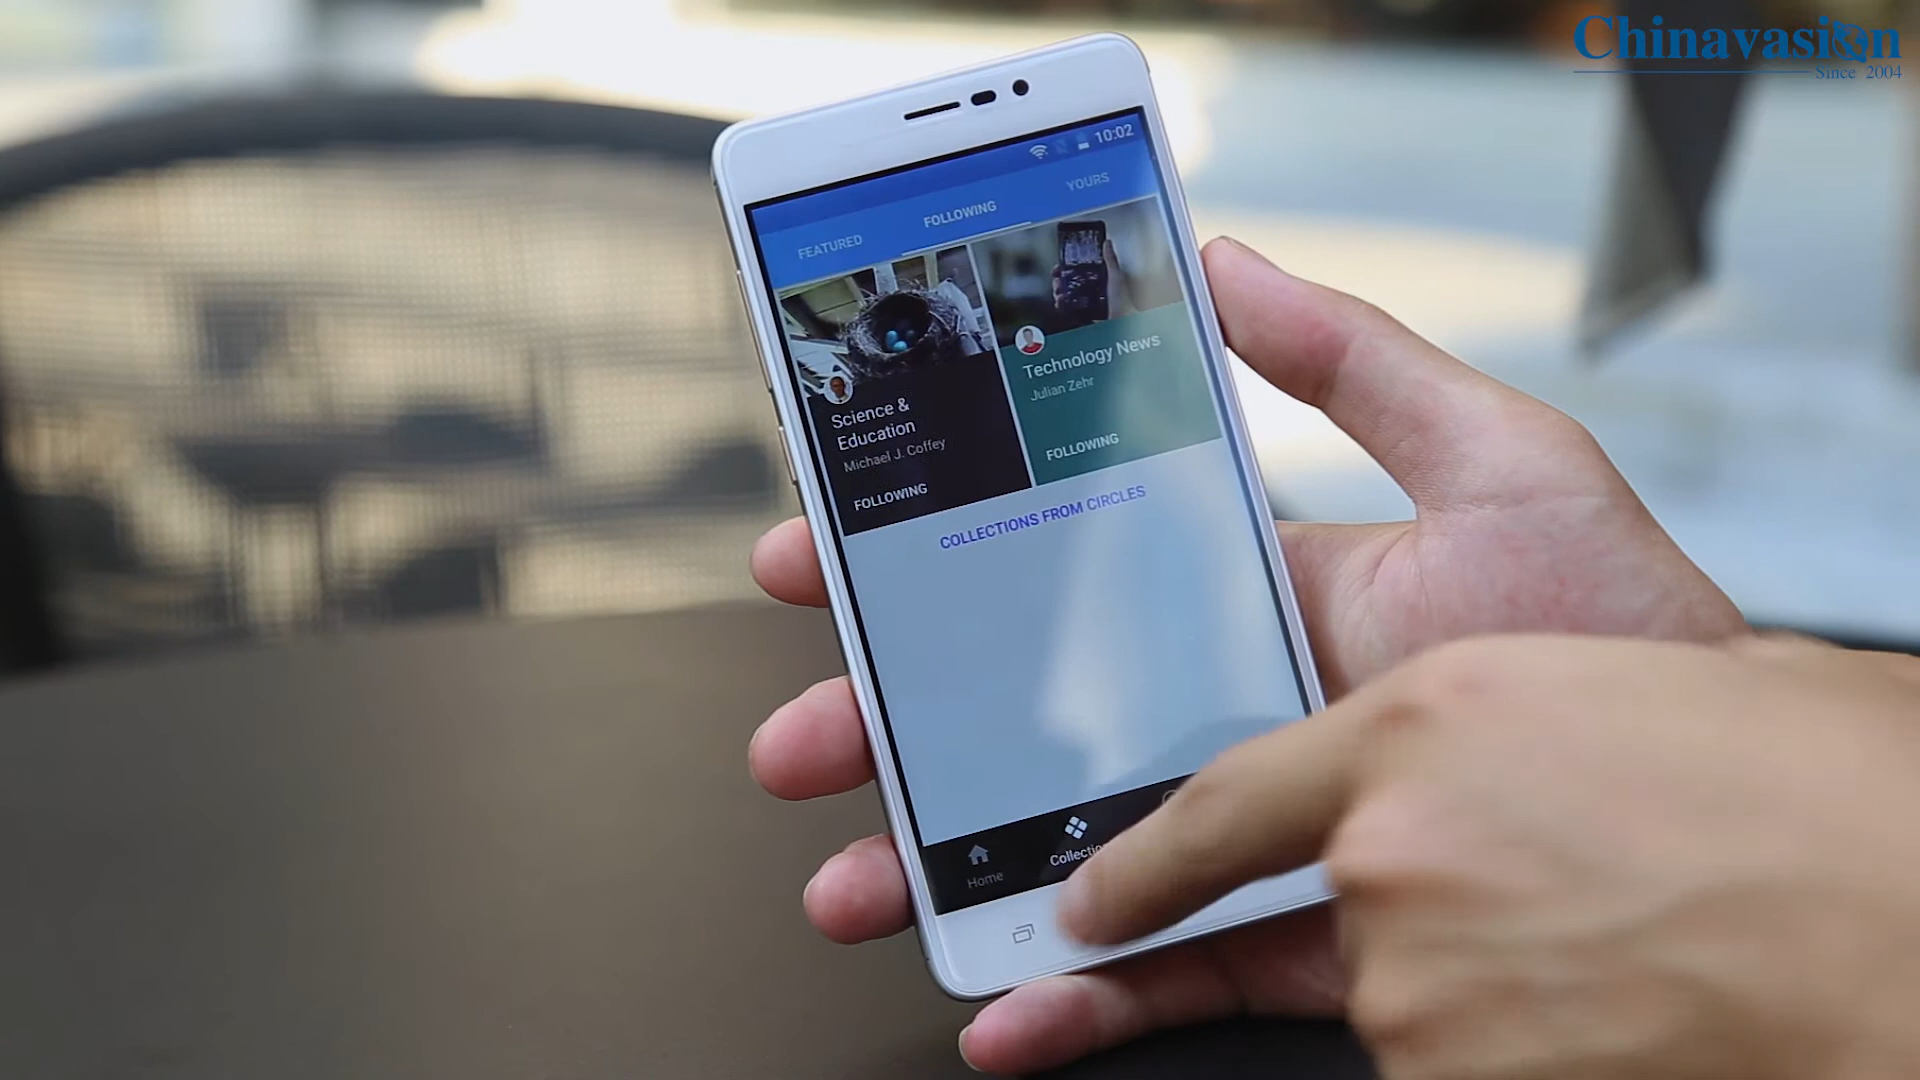 Chinavasion
Since 2004
10:02
FEATURED
FOLLOWING
YOURS
Science &
Education
Michael J. Coffey
FOLLOWING
Technology News
Julian Zehr
FOLLOWING
COLLECTIONS FROM CIRCLES
Home